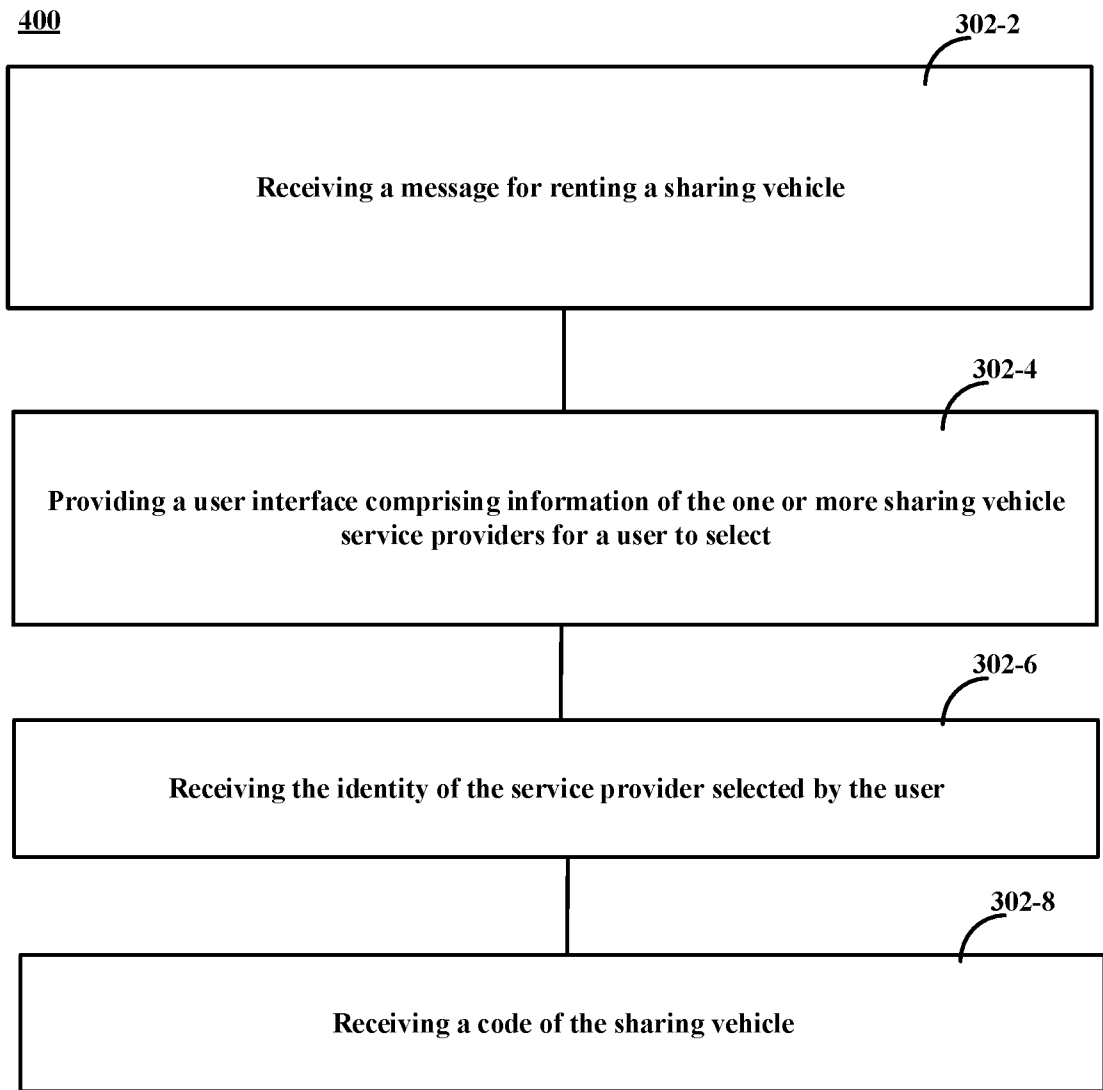 400
302-2
Receiving a message for renting a sharing vehicle
302-4
Providing a user interface comprising information of the one or more sharing vehicle
service providers for a user to select
302-6
Receiving the identity of the service provider selected by the user
302-8
Receiving a code of the sharing vehicle